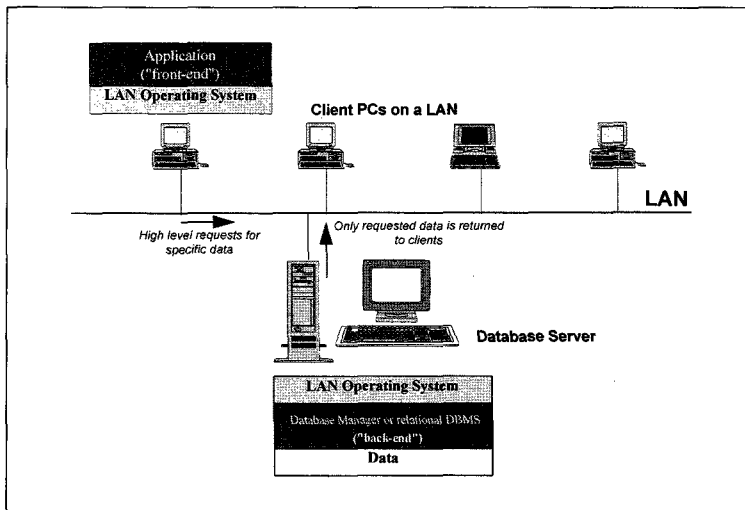 Application
("front-end")
LAN Operating System
Client PCs on a LAN
LAN
High level requests for
specific data
Only requested data is returned
to clients
Database Server
LAN Operating System
Database Manager or relational DBMS
("back-end")
Data